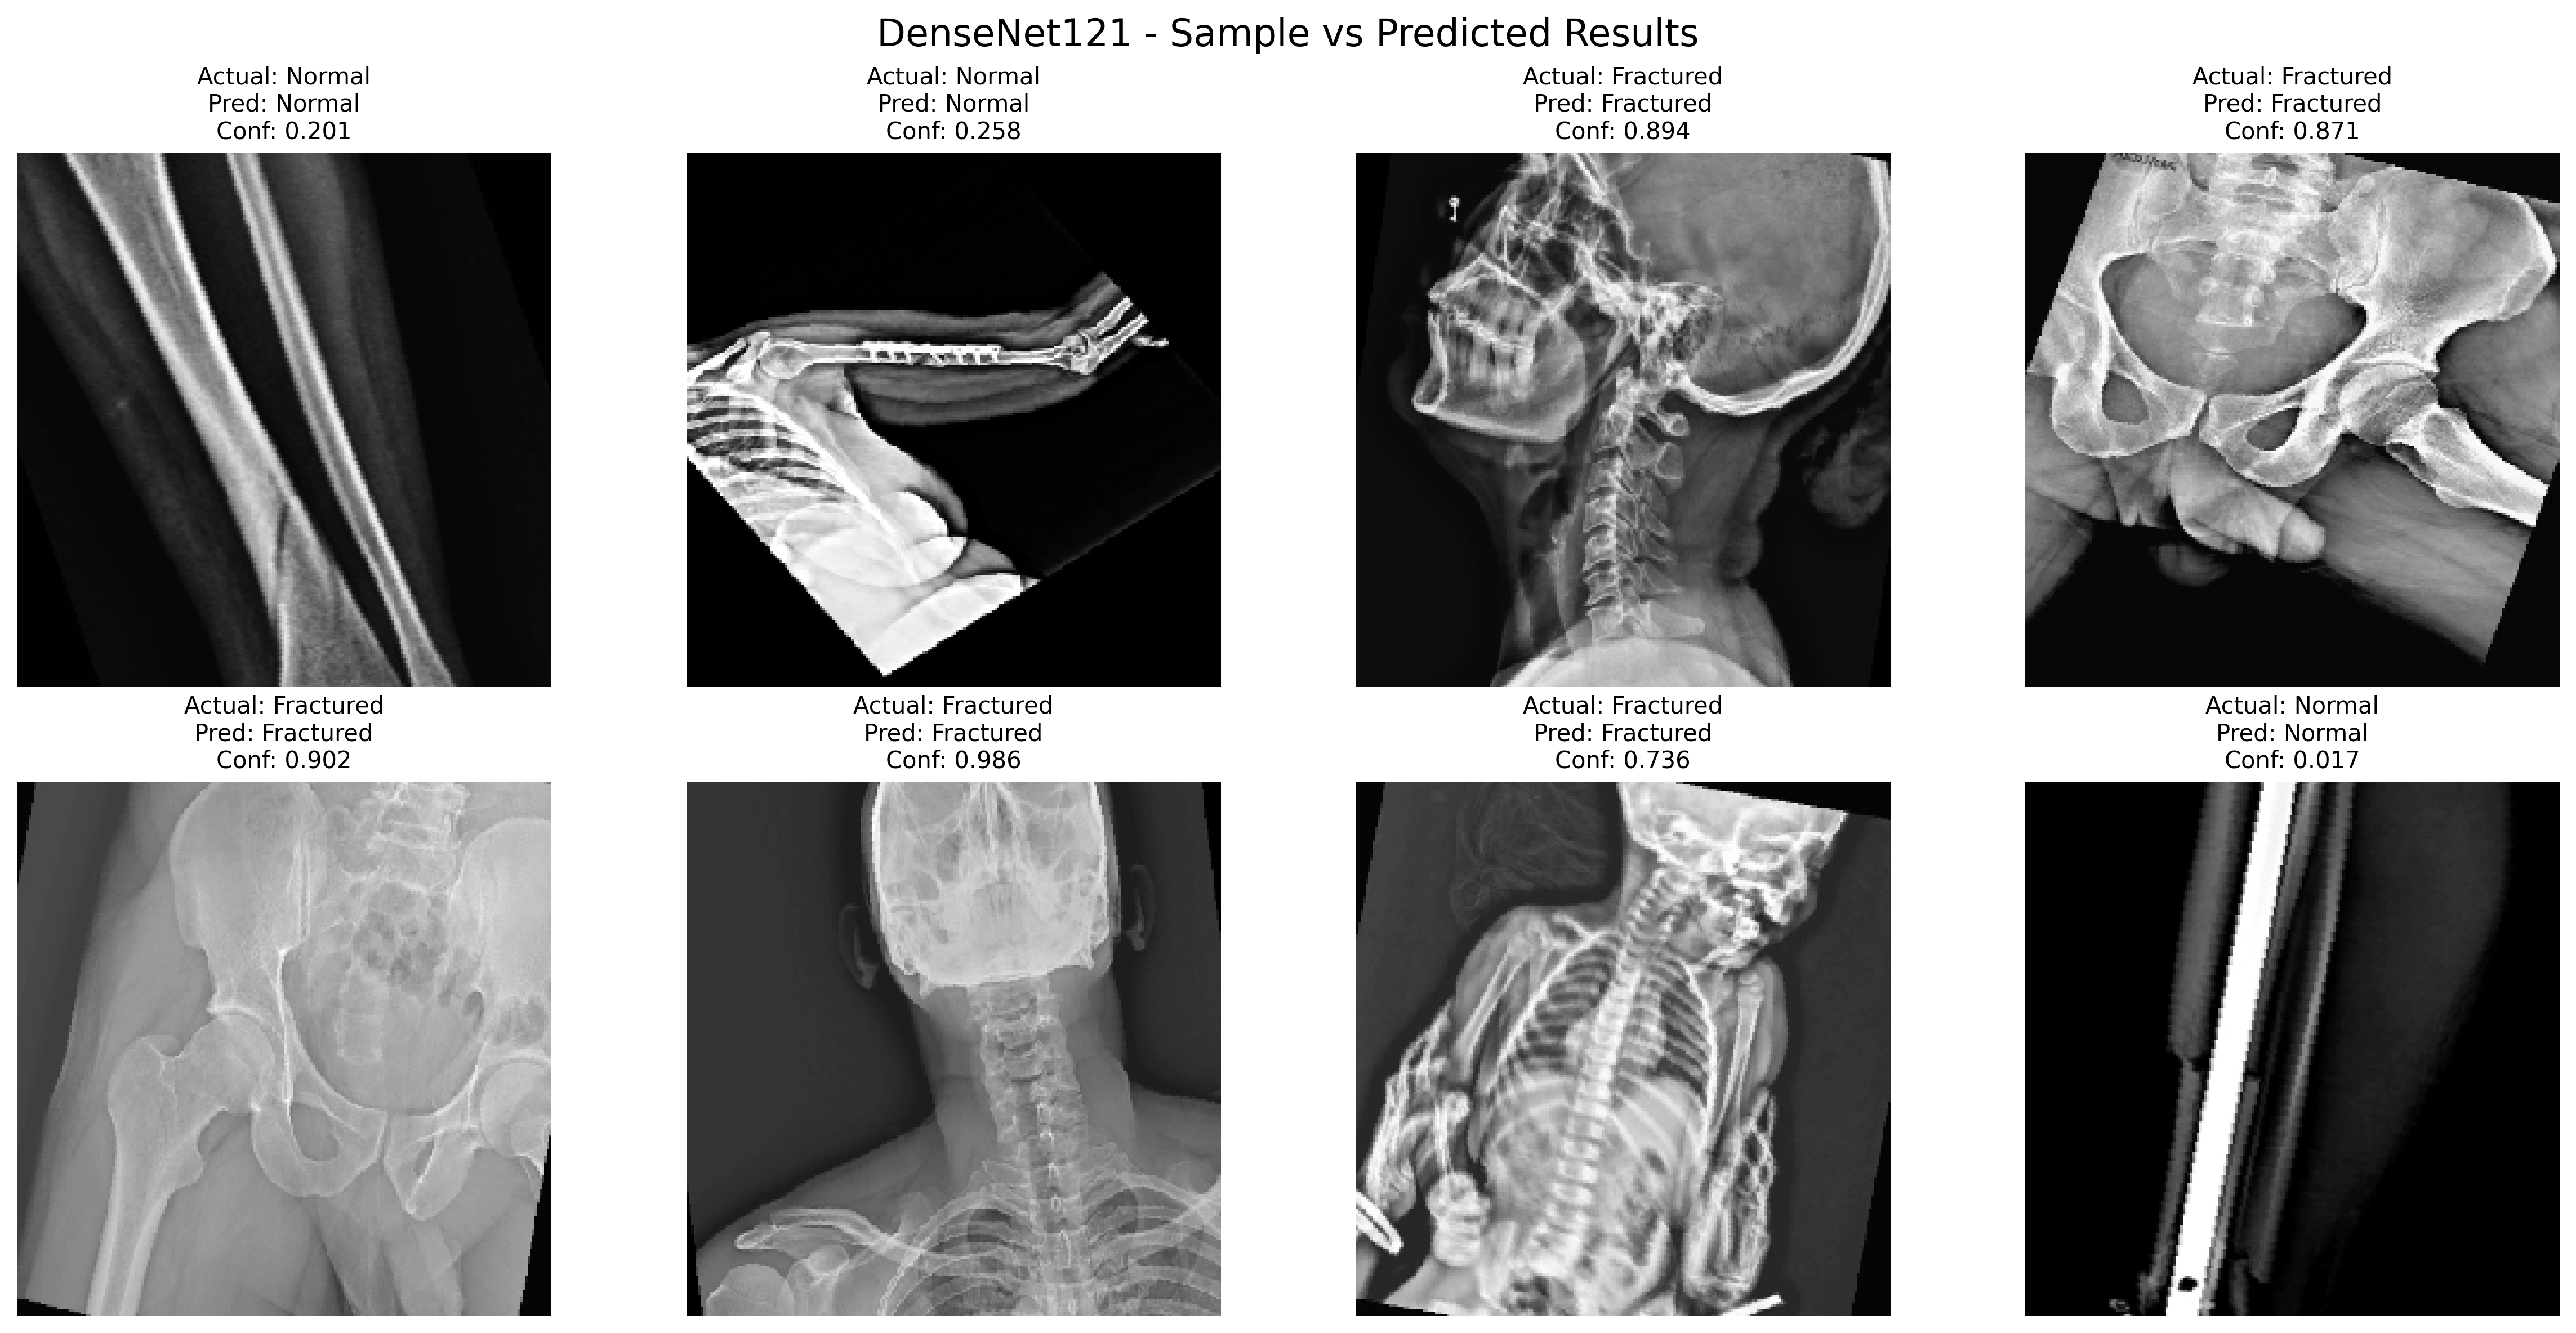 DenseNet121 - Sample vs Predicted Results
Actual: Normal
Pred: Normal
Conf: 0.201
Actual: Normal
Pred: Normal
Conf: 0.258
Actual: Fractured
Pred: Fractured
Conf: 0.894
Actual: Fractured
Pred: Fractured
Conf: 0.871
Actual: Fractured
Pred: Fractured
Conf: 0.902
Actual: Fractured
Pred: Fractured
Conf: 0.986
Actual: Fractured
Pred: Fractured
Conf: 0.736
Actual: Normal
Pred: Normal
Conf: 0.017